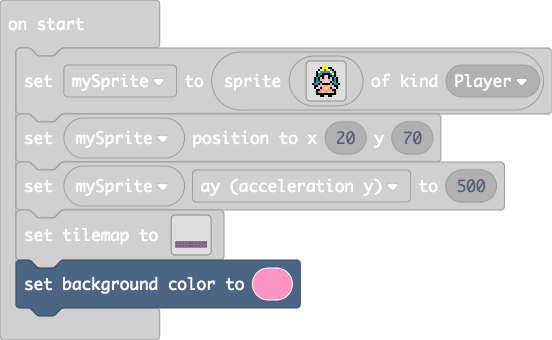 on start
set mySprite to sprite of kind Player
set mySprite position to x 20 y 70
set mySprite ay (acceleration y) to 500
set tilemap to
set background color to